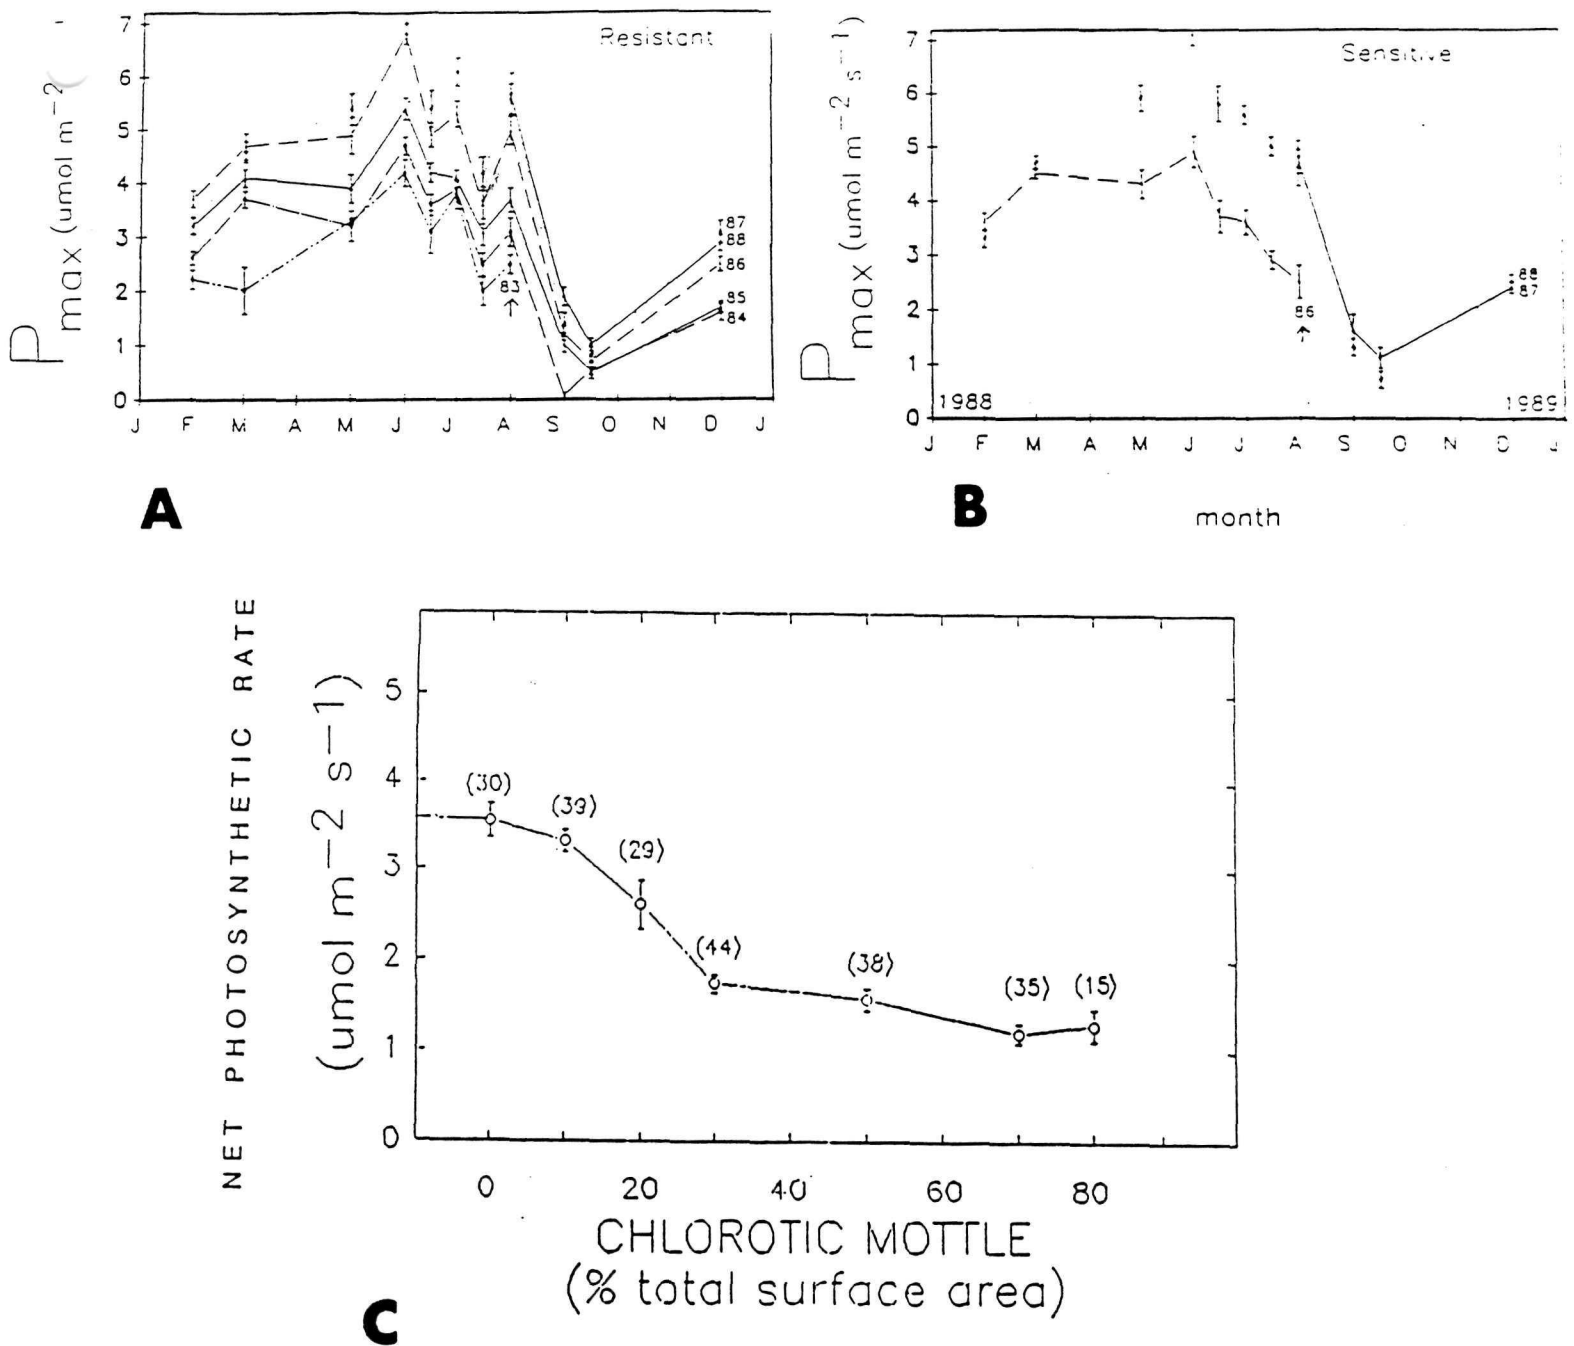 Resistant
P max (umol m⁻²
7
6
5
4
3
2
1
0
87
88
86
85
84
83
J F M A M J J A S O N D J
A
Sensitive
P max (umol m⁻² s⁻¹)
7
6
5
4
3
2
1
0
88
87
86
1988
1989
J F M A M J J A S O N D J
B
month
NET PHOTOSYNTHETIC RATE
(umol m⁻² s⁻¹)
5
4
3
2
1
0
(30)
(39)
(29)
(44)
(38)
(35)
(15)
0 20 40 60 80
CHLOROTIC MOTTLE
(% total surface area)
C